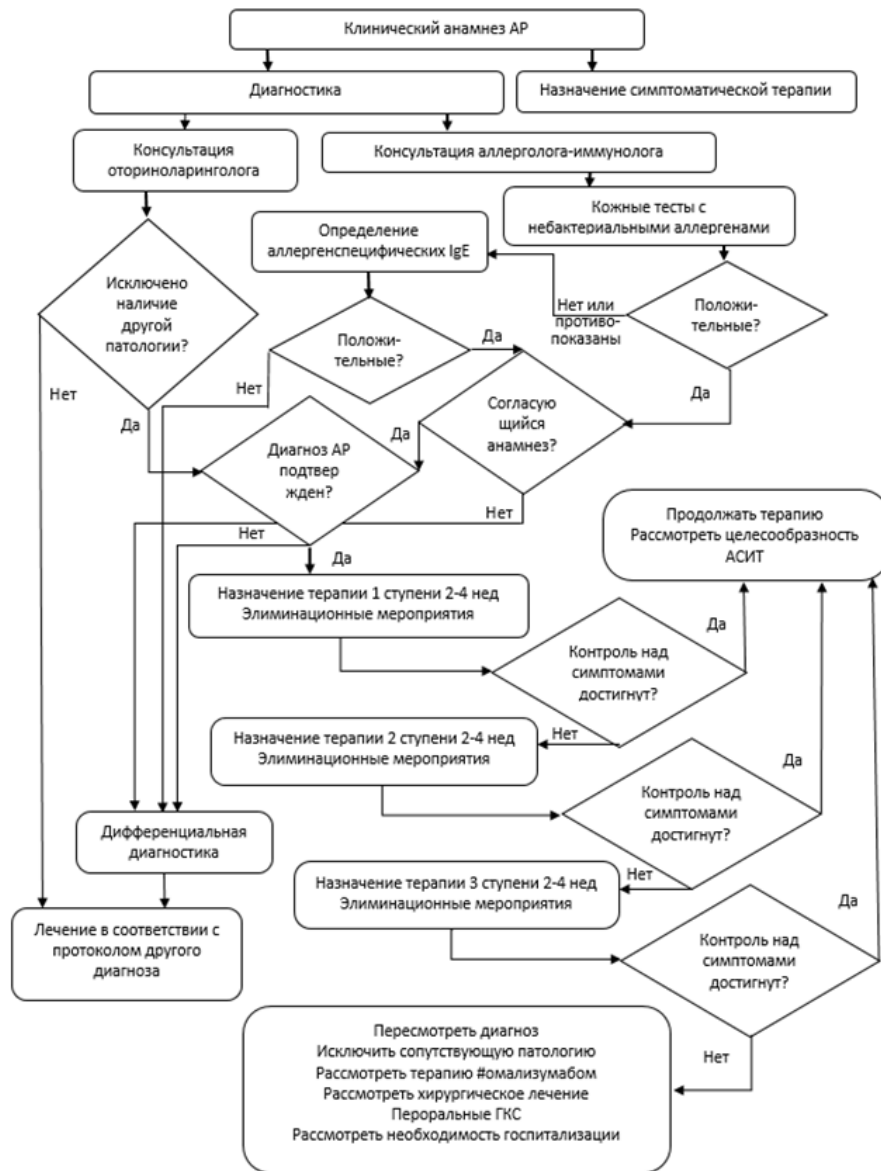 Клинический анамнез АР
Диагностика
Назначение симптоматической терапии
Консультация
оториноларинголога
Консультация аллерголога-иммунолога
Кожные тесты с
небактериальными аллергенами
Определение
аллергенспецифических IgE
Исключено
наличие
другой
патологии?
Нет или
противо-
показаны
Положи-
тельные?
Положи-
тельные?
Да
Нет
Нет
Да
Да
Согласую
щийся
анамнез?
Да
Диагноз АР
подтвер
жден?
Нет
Нет
Да
Продолжать терапию
Рассмотреть целесообразность
АСИТ
Назначение терапии 1 ступени 2-4 нед
Элиминационные мероприятия
Да
Контроль над
симптомами
достигнут?
Нет
Назначение терапии 2 ступени 2-4 нед
Элиминационные мероприятия
Да
Контроль над
симптомами
достигнут?
Нет
Дифференциальная
диагностика
Назначение терапии 3 ступени 2-4 нед
Элиминационные мероприятия
Да
Контроль над
симптомами
достигнут?
Лечение в соответствии с
протоколом другого
диагноза
Нет
Пересмотреть диагноз
Исключить сопутствующую патологию
Рассмотреть терапию #омализумабом
Рассмотреть хирургическое лечение
Пероральные ГКС
Рассмотреть необходимость госпитализации